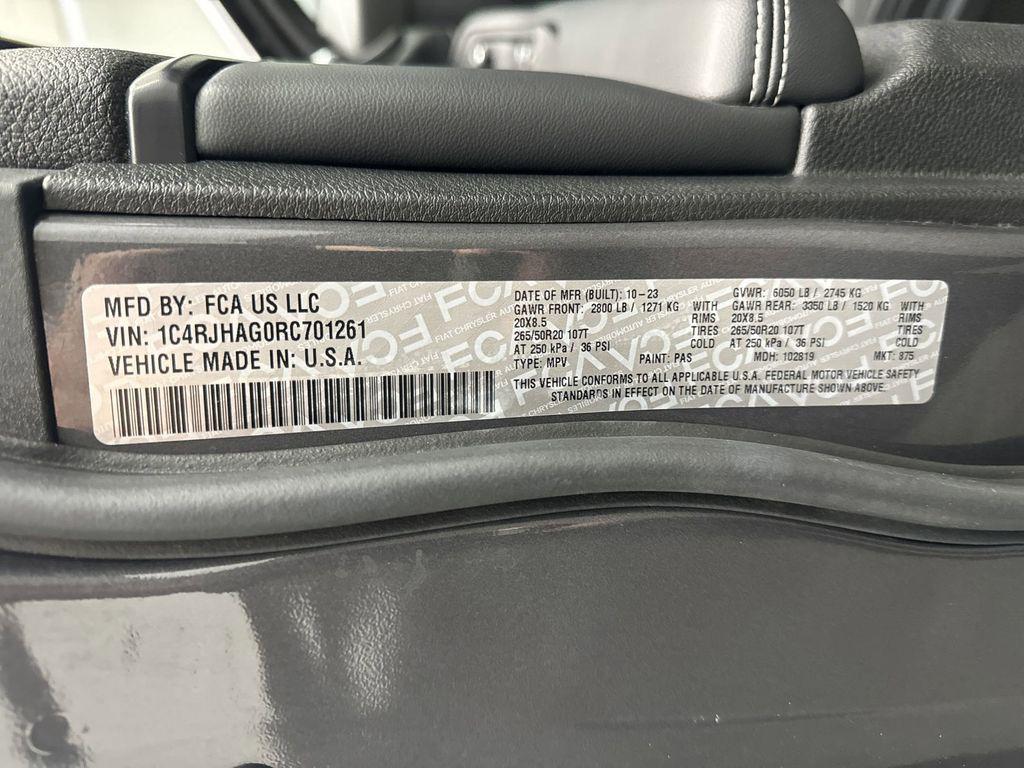 MFD BY: FCA US LLC
VIN: 1C4RJHAG0RC701261
VEHICLE MADE IN: U.S.A.
DATE OF MFR (BUILT): 10-23 GVWR: 6050 LB / 2745 KG
GAWR FRONT: 2800 LB / 1271 KG WITH GAWR REAR: 3350 LB / 1520 KG WITH
20X8.5 RIMS 20X8.5 RIMS
265/50R20 107T TIRES 265/50R20 107T TIRES
AT 250 kPa / 36 PSI COLD AT 250 kPa / 36 PSI COLD
TYPE: MPV PAINT: PAS MDH: 102819 MKT: 875
THIS VEHICLE CONFORMS TO ALL APPLICABLE U.S.A. FEDERAL MOTOR VEHICLE SAFETY
STANDARDS IN EFFECT ON THE DATE OF MANUFACTURE SHOWN ABOVE.